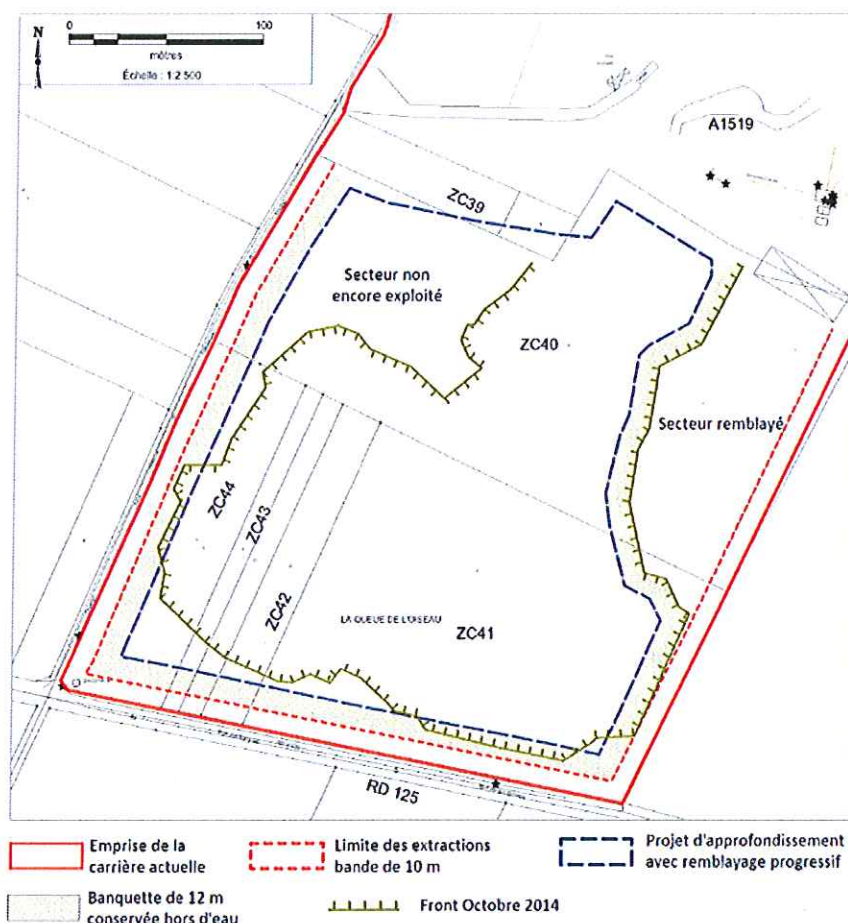 N
0 100
mètres
Échelle : 1:2 500
A1519
ZC39
Secteur non
encore exploité
ZC40
Secteur remblayé
ZC44
ZC43
ZC42
LA QUEUE DE L'OISEAU
ZC41
RD 125
Emprise de la
carrière actuelle
Limite des extractions
bande de 10 m
Projet d'approfondissement
avec remblayage progressif
Banquette de 12 m
conservée hors d'eau
Front Octobre 2014